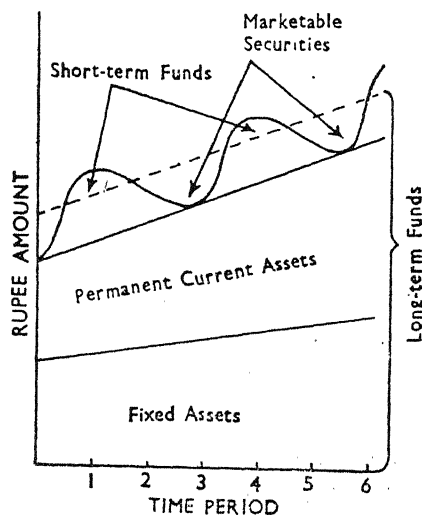 Marketable
Securities
Short-term Funds
RUPEE AMOUNT
Permanent Current Assets
Long-term Funds
Fixed Assets
1 2 3 4 5 6
TIME PERIOD